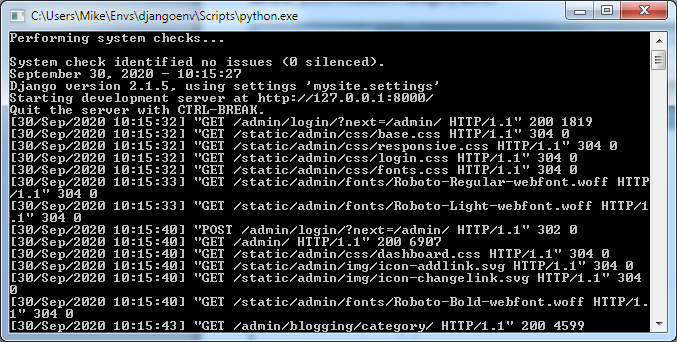 C:\Users\Mike\Envs\djangoenv\Scripts\python.exe
Performing system checks...
System check identified no issues (0 silenced).
September 30, 2020 - 10:15:27
Django version 2.1.5, using settings 'mysite.settings'
Starting development server at http://127.0.0.1:8000/
Quit the server with CTRL-BREAK.
[30/Sep/2020 10:15:32] "GET /admin/login/?next=/admin/ HTTP/1.1" 200 1819
[30/Sep/2020 10:15:32] "GET /static/admin/css/base.css HTTP/1.1" 304 0
[30/Sep/2020 10:15:32] "GET /static/admin/css/responsive.css HTTP/1.1" 304 0
[30/Sep/2020 10:15:32] "GET /static/admin/css/login.css HTTP/1.1" 304 0
[30/Sep/2020 10:15:32] "GET /static/admin/css/fonts.css HTTP/1.1" 304 0
[30/Sep/2020 10:15:33] "GET /static/admin/fonts/Roboto-Regular-webfont.woff HTTP
/1.1" 304 0
[30/Sep/2020 10:15:33] "GET /static/admin/fonts/Roboto-Light-webfont.woff HTTP/1
.1" 304 0
[30/Sep/2020 10:15:40] "POST /admin/login/?next=/admin/ HTTP/1.1" 302 0
[30/Sep/2020 10:15:40] "GET /admin/ HTTP/1.1" 200 6907
[30/Sep/2020 10:15:40] "GET /static/admin/css/dashboard.css HTTP/1.1" 304 0
[30/Sep/2020 10:15:40] "GET /static/admin/img/icon-addlink.svg HTTP/1.1" 304 0
[30/Sep/2020 10:15:40] "GET /static/admin/img/icon-changelink.svg HTTP/1.1" 304
0
[30/Sep/2020 10:15:40] "GET /static/admin/fonts/Roboto-Bold-webfont.woff HTTP/1.
1" 304 0
[30/Sep/2020 10:15:43] "GET /admin/blogging/category/ HTTP/1.1" 200 4599